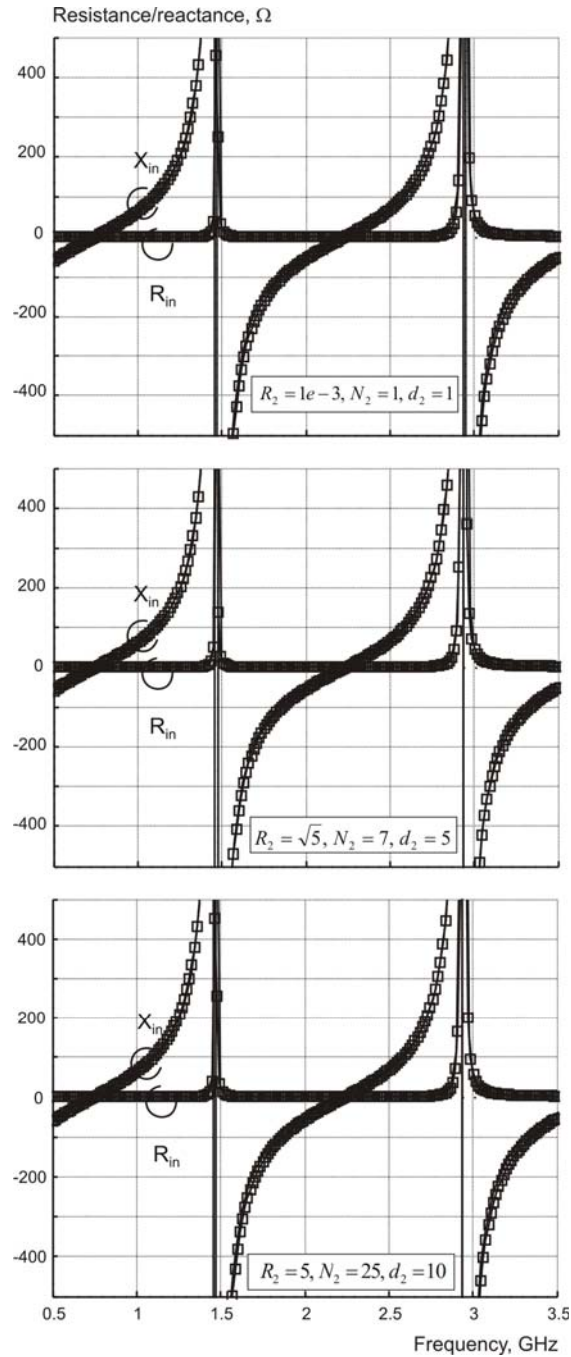 Resistance/reactance, Ω
400
200
0
-200
-400
X_in
R_in
R_2 = 1e−3, N_2 = 1, d_2 = 1
400
200
0
-200
-400
X_in
R_in
R_2 = √5, N_2 = 7, d_2 = 5
400
200
0
-200
-400
X_in
R_in
R_2 = 5, N_2 = 25, d_2 = 10
0.5 1 1.5 2 2.5 3 3.5
Frequency, GHz